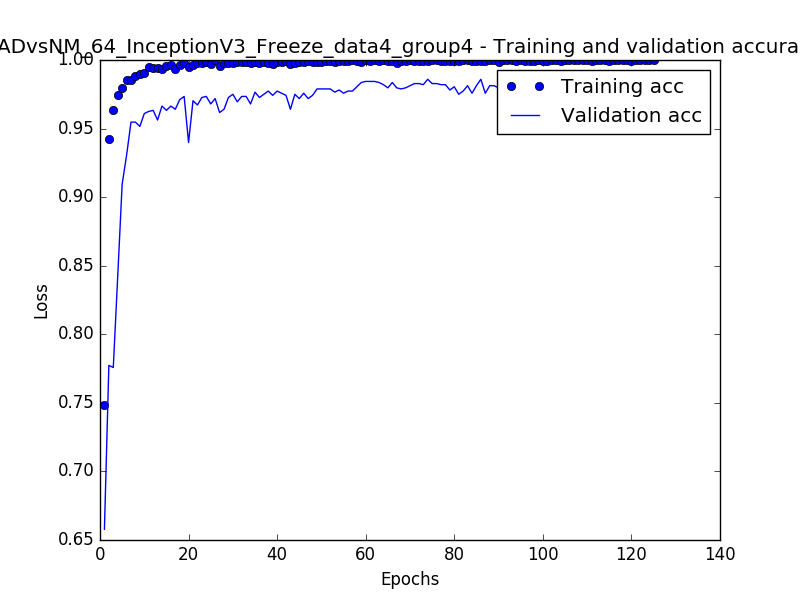 ADvsNM_64_InceptionV3_Freeze_data4_group4 - Training and validation accura
1.00
0.95
0.90
0.85
0.80
0.75
0.70
0.65
Loss
Training acc
Validation acc
0 20 40 60 80 100 120 140
Epochs